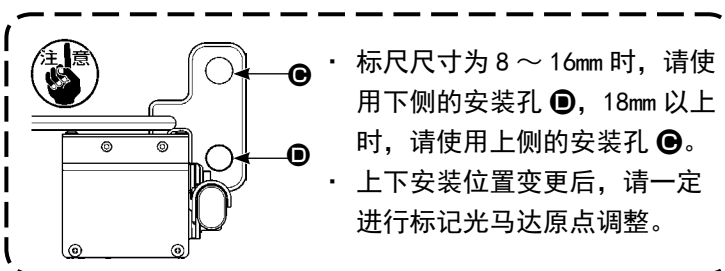 注意
C
D
· 标尺尺寸为 8 ～ 16mm 时，请使
用下侧的安装孔 D，18mm 以上
时，请使用上侧的安装孔 C。
· 上下安装位置变更后，请一定
进行标记光马达原点调整。